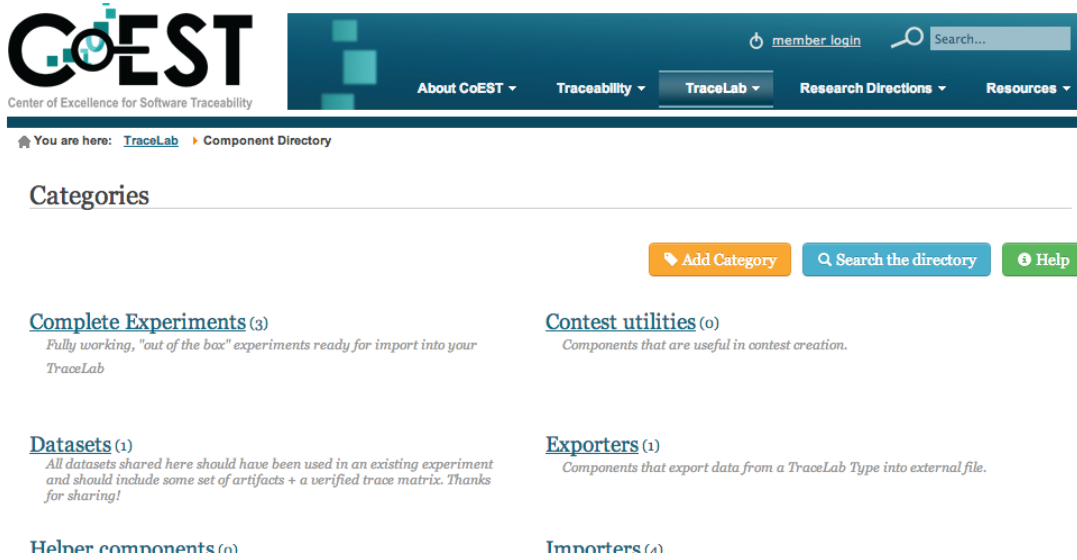 CoEST
Center of Excellence for Software Traceability
member login
Search...
About CoEST
Traceability
TraceLab
Research Directions
Resources
You are here: TraceLab Component Directory
Categories
Add Category
Search the directory
Help
Complete Experiments (3)
Fully working, "out of the box" experiments ready for import into your
TraceLab
Contest utilities (0)
Components that are useful in contest creation.
Datasets (1)
All datasets shared here should have been used in an existing experiment
and should include some set of artifacts + a verified trace matrix. Thanks
for sharing!
Exporters (1)
Components that export data from a TraceLab Type into external file.
Helper components
Importers (4)